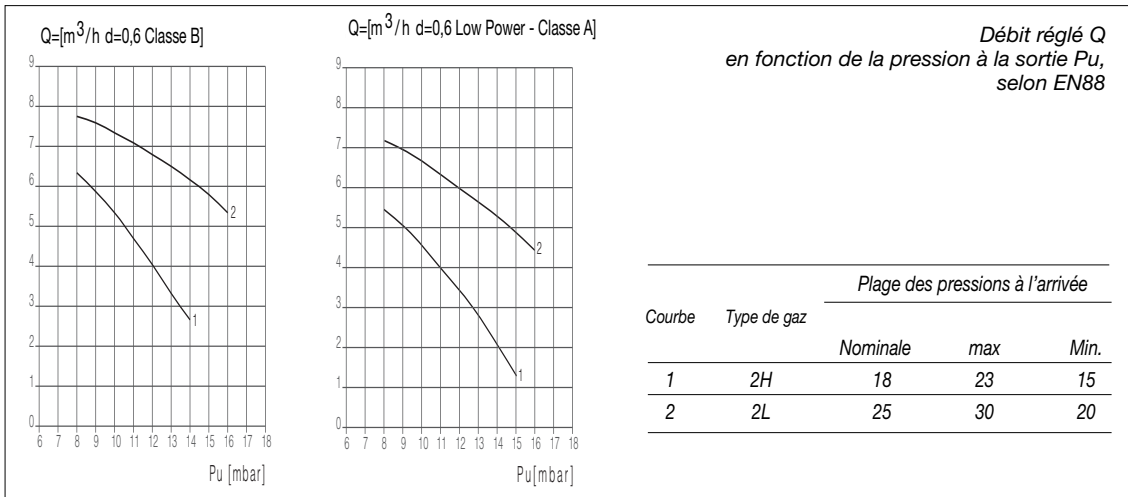 Q=[m3/h d=0,6 Classe B]
9
8
7
6
5
4
3
2
1
0
6 7 8 9 10 11 12 13 14 15 16 17 18
2
1
Pu [mbar]
Q=[m3/h d=0,6 Low Power - Classe A]
9
8
7
6
5
4
3
2
1
0
6 7 8 9 10 11 12 13 14 15 16 17 18
2
1
Pu[mbar]
Débit réglé Q
en fonction de la pression à la sortie Pu,
selon EN88
Plage des pressions à l'arrivée
Courbe Type de gaz
Nominale max Min.
1 2H 18 23 15
2 2L 25 30 20